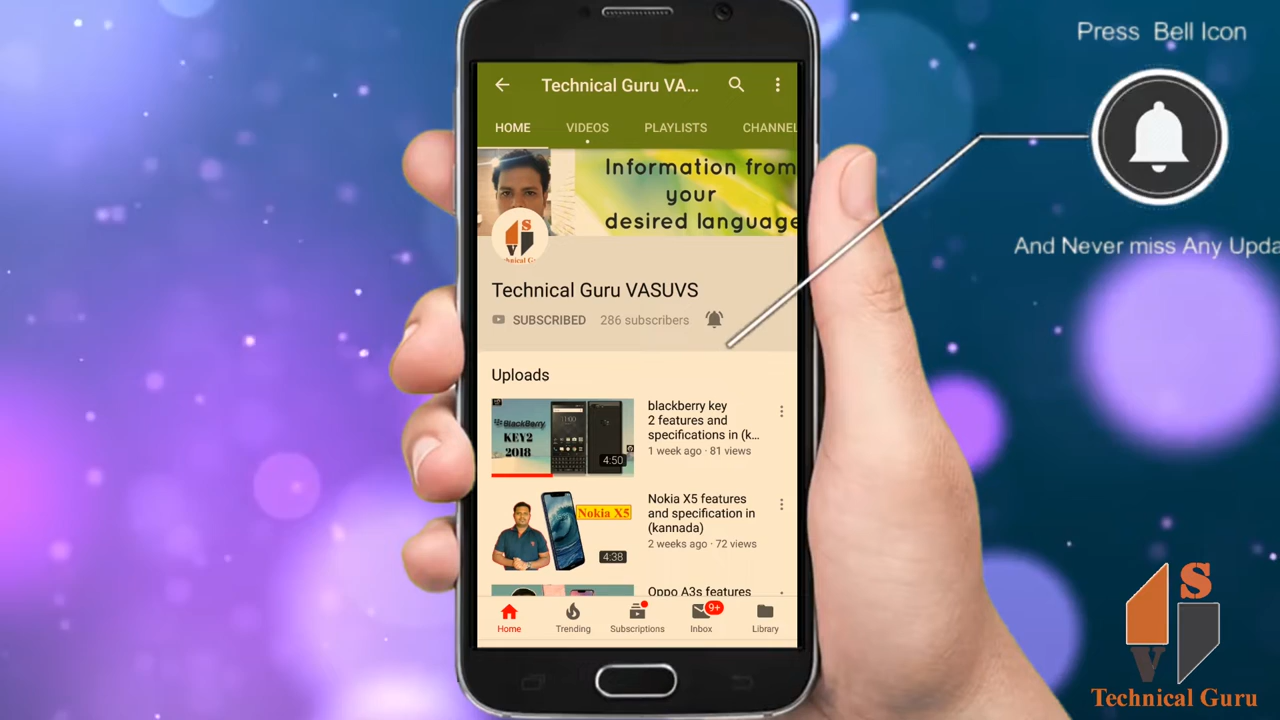 Press Bell Icon
And Never miss Any Upda
Technical Guru VA...
HOME VIDEOS PLAYLISTS CHANNEL
Information from
your
desired language
S
V
Technical Guru VASUVS
SUBSCRIBED 286 subscribers
Uploads
BlackBerry
KEY2
2018
4:50
blackberry key
2 features and
specifications in (k...
1 week ago · 81 views
Nokia X5
4:38
Nokia X5 features
and specification in
(kannada)
2 weeks ago · 72 views
Oppo A3s features
9+
Home Trending Subscriptions Inbox Library
S
V
Technical Guru